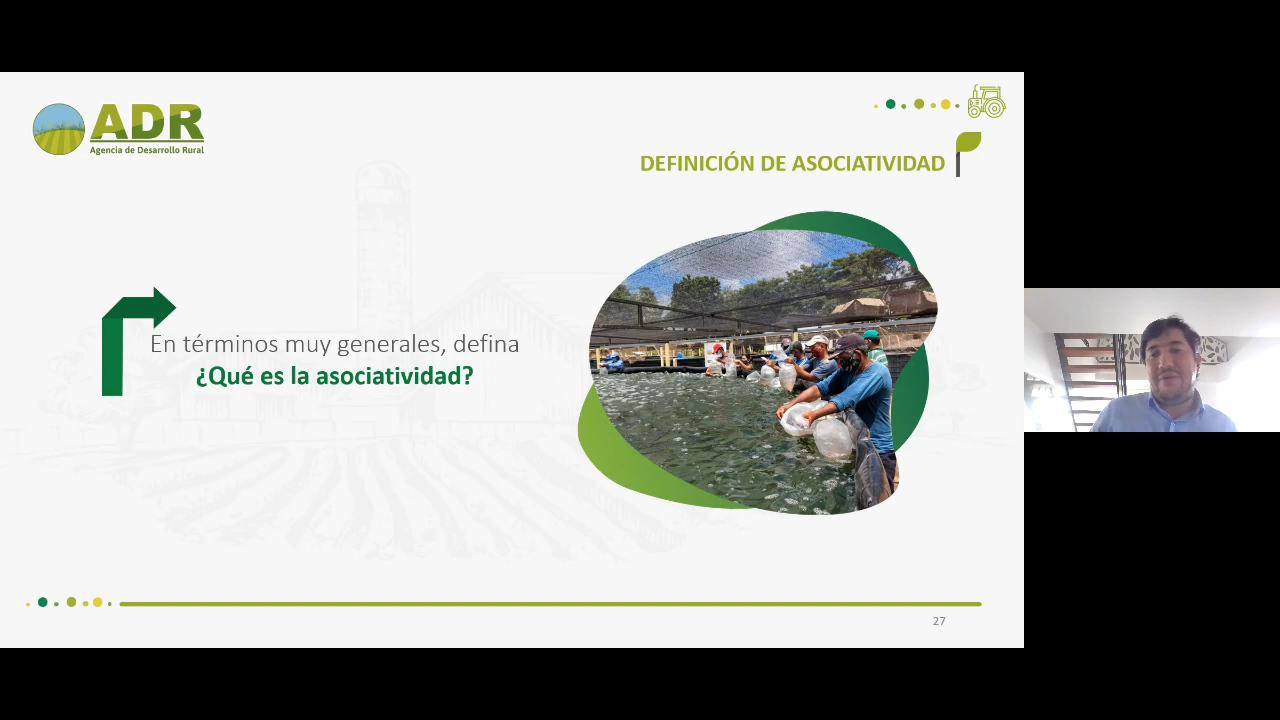 ADR
Agencia de Desarrollo Rural
DEFINICIÓN DE ASOCIATIVIDAD
En términos muy generales, defina
¿Qué es la asociatividad?
27